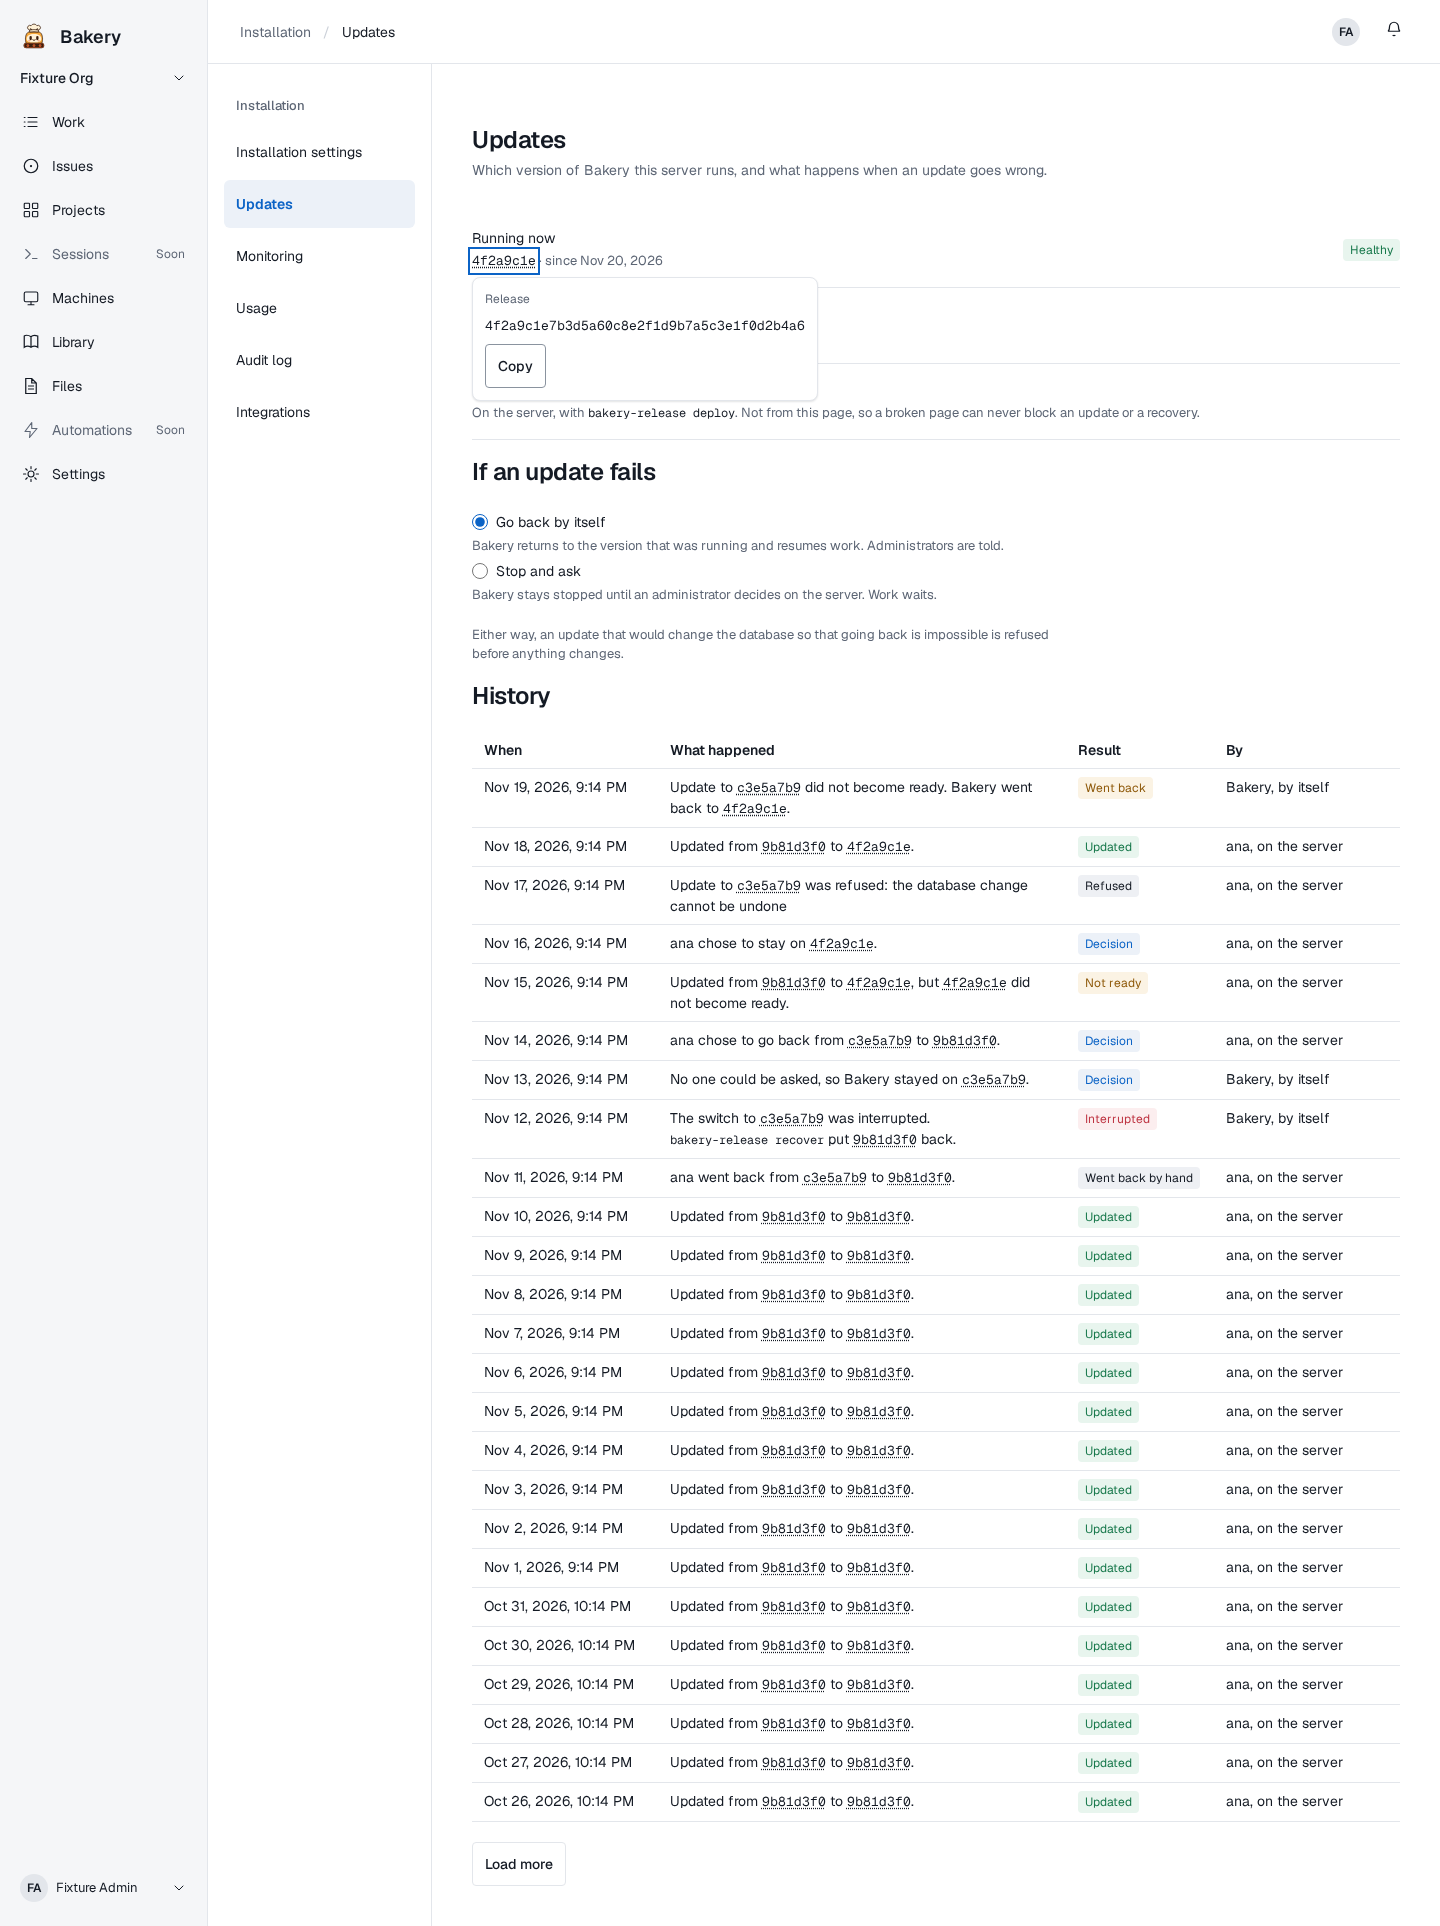 Bakery
Fixture Org
Work
Issues
Projects
Sessions Soon
Machines
Library
Files
Automations Soon
Settings
FA Fixture Admin
Installation / Updates
FA
Installation
Installation settings
Updates
Monitoring
Usage
Audit log
Integrations
Updates
Which version of Bakery this server runs, and what happens when an update goes wrong.
Running now
4f2a9c1e · since Nov 20, 2026
Healthy
Release
4f2a9c1e7b3d5a60c8e2f1d9b7a5c3e1f0d2b4a6
Copy
On the server, with bakery-release deploy. Not from this page, so a broken page can never block an update or a recovery.
If an update fails
Go back by itself
Bakery returns to the version that was running and resumes work. Administrators are told.
Stop and ask
Bakery stays stopped until an administrator decides on the server. Work waits.
Either way, an update that would change the database so that going back is impossible is refused
before anything changes.
History
When What happened Result By
Nov 19, 2026, 9:14 PM Update to c3e5a7b9 did not become ready. Bakery went Went back Bakery, by itself
back to 4f2a9c1e.
Nov 18, 2026, 9:14 PM Updated from 9b81d3f0 to 4f2a9c1e. Updated ana, on the server
Nov 17, 2026, 9:14 PM Update to c3e5a7b9 was refused: the database change Refused ana, on the server
cannot be undone
Nov 16, 2026, 9:14 PM ana chose to stay on 4f2a9c1e. Decision ana, on the server
Nov 15, 2026, 9:14 PM Updated from 9b81d3f0 to 4f2a9c1e, but 4f2a9c1e did Not ready ana, on the server
not become ready.
Nov 14, 2026, 9:14 PM ana chose to go back from c3e5a7b9 to 9b81d3f0. Decision ana, on the server
Nov 13, 2026, 9:14 PM No one could be asked, so Bakery stayed on c3e5a7b9. Decision Bakery, by itself
Nov 12, 2026, 9:14 PM The switch to c3e5a7b9 was interrupted. Interrupted Bakery, by itself
bakery-release recover put 9b81d3f0 back.
Nov 11, 2026, 9:14 PM ana went back from c3e5a7b9 to 9b81d3f0. Went back by hand ana, on the server
Nov 10, 2026, 9:14 PM Updated from 9b81d3f0 to 9b81d3f0. Updated ana, on the server
Nov 9, 2026, 9:14 PM Updated from 9b81d3f0 to 9b81d3f0. Updated ana, on the server
Nov 8, 2026, 9:14 PM Updated from 9b81d3f0 to 9b81d3f0. Updated ana, on the server
Nov 7, 2026, 9:14 PM Updated from 9b81d3f0 to 9b81d3f0. Updated ana, on the server
Nov 6, 2026, 9:14 PM Updated from 9b81d3f0 to 9b81d3f0. Updated ana, on the server
Nov 5, 2026, 9:14 PM Updated from 9b81d3f0 to 9b81d3f0. Updated ana, on the server
Nov 4, 2026, 9:14 PM Updated from 9b81d3f0 to 9b81d3f0. Updated ana, on the server
Nov 3, 2026, 9:14 PM Updated from 9b81d3f0 to 9b81d3f0. Updated ana, on the server
Nov 2, 2026, 9:14 PM Updated from 9b81d3f0 to 9b81d3f0. Updated ana, on the server
Nov 1, 2026, 9:14 PM Updated from 9b81d3f0 to 9b81d3f0. Updated ana, on the server
Oct 31, 2026, 10:14 PM Updated from 9b81d3f0 to 9b81d3f0. Updated ana, on the server
Oct 30, 2026, 10:14 PM Updated from 9b81d3f0 to 9b81d3f0. Updated ana, on the server
Oct 29, 2026, 10:14 PM Updated from 9b81d3f0 to 9b81d3f0. Updated ana, on the server
Oct 28, 2026, 10:14 PM Updated from 9b81d3f0 to 9b81d3f0. Updated ana, on the server
Oct 27, 2026, 10:14 PM Updated from 9b81d3f0 to 9b81d3f0. Updated ana, on the server
Oct 26, 2026, 10:14 PM Updated from 9b81d3f0 to 9b81d3f0. Updated ana, on the server
Load more